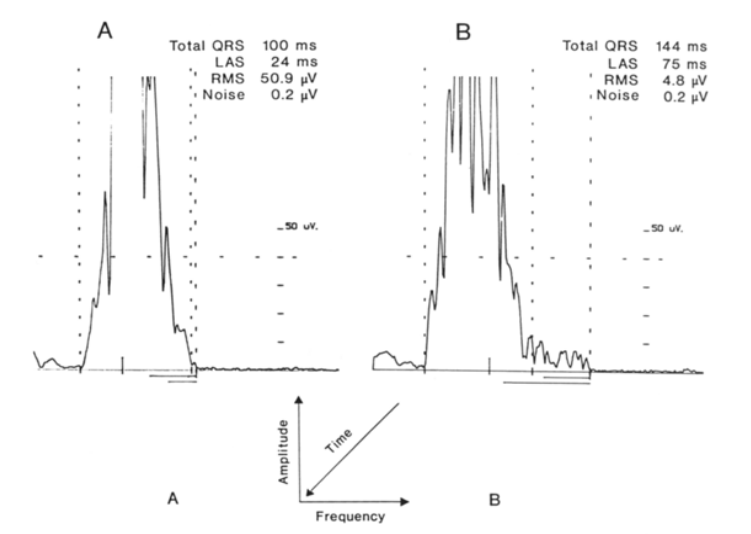 A
Total QRS 100 ms
LAS 24 ms
RMS 50.9 µV
Noise 0.2 µV
50 uV.
B
Total QRS 144 ms
LAS 75 ms
RMS 4.8 µV
Noise 0.2 µV
50 uV.
Amplitude
Time
Frequency
A
B